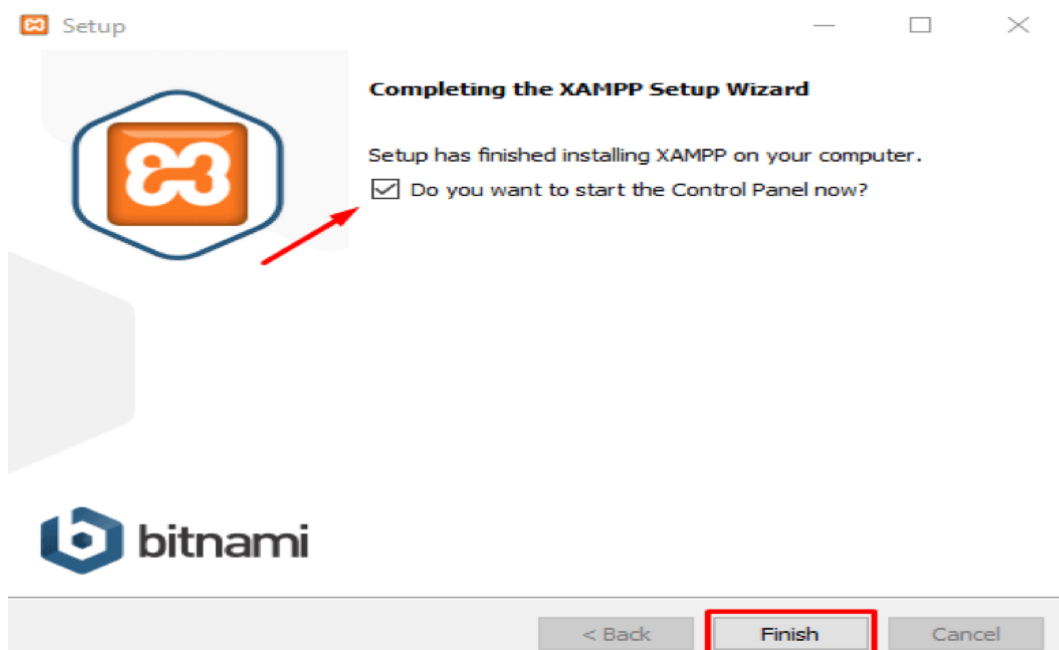 Setup
Completing the XAMPP Setup Wizard
Setup has finished installing XAMPP on your computer.
Do you want to start the Control Panel now?
bitnami
< Back
Finish
Cancel